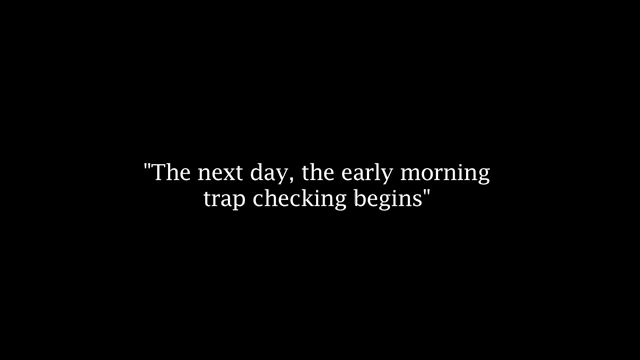 "The next day, the early morning
trap checking begins"